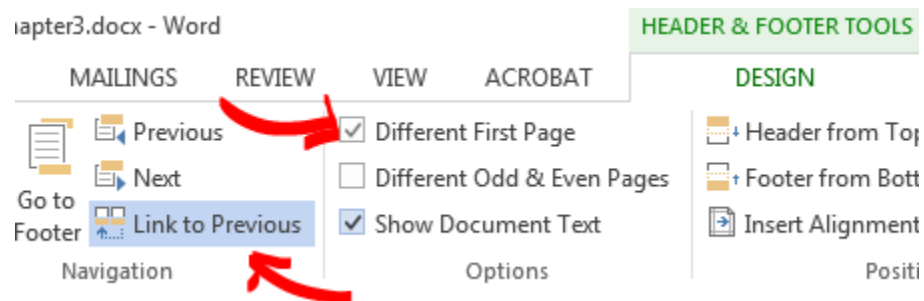 apter3.docx - Word
HEADER & FOOTER TOOLS
MAILINGS REVIEW VIEW ACROBAT DESIGN
Previous
Next
Link to Previous
Go to
Footer
Navigation
Different First Page
Different Odd & Even Pages
Show Document Text
Options
Header from Top
Footer from Bott
Insert Alignment
Positi